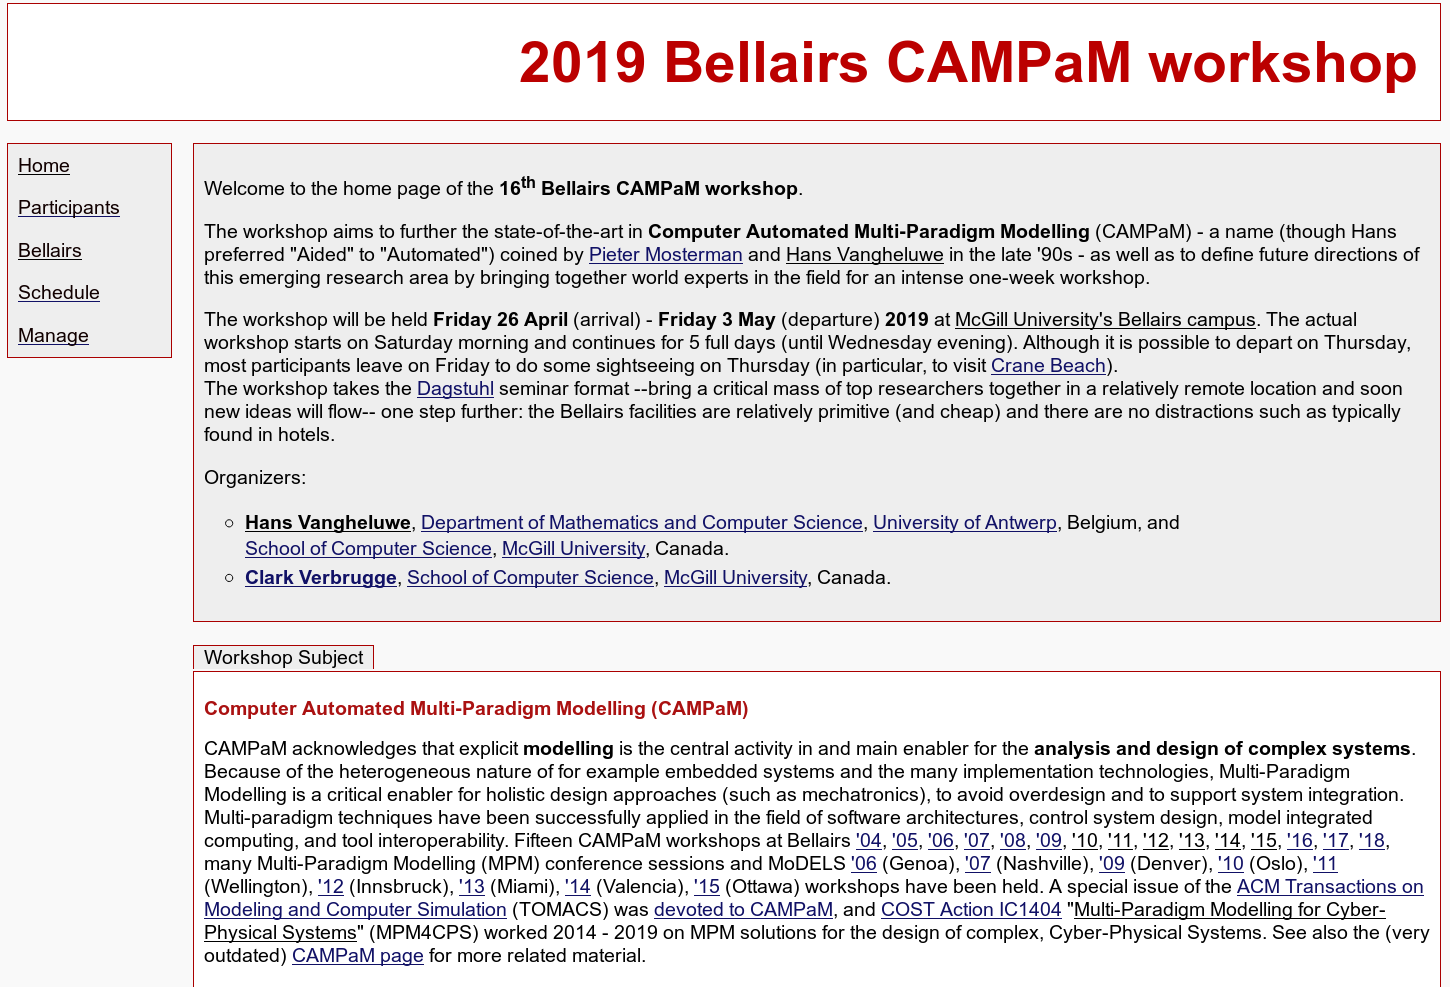 2019 Bellairs CAMPaM workshop
Home
Participants
Bellairs
Schedule
Manage
Welcome to the home page of the 16th Bellairs CAMPaM workshop.
The workshop aims to further the state-of-the-art in Computer Automated Multi-Paradigm Modelling (CAMPaM) - a name (though Hans
preferred "Aided" to "Automated") coined by Pieter Mosterman and Hans Vangheluwe in the late '90s - as well as to define future directions of
this emerging research area by bringing together world experts in the field for an intense one-week workshop.
The workshop will be held Friday 26 April (arrival) - Friday 3 May (departure) 2019 at McGill University's Bellairs campus. The actual
workshop starts on Saturday morning and continues for 5 full days (until Wednesday evening). Although it is possible to depart on Thursday,
most participants leave on Friday to do some sightseeing on Thursday (in particular, to visit Crane Beach).
The workshop takes the Dagstuhl seminar format --bring a critical mass of top researchers together in a relatively remote location and soon
new ideas will flow-- one step further: the Bellairs facilities are relatively primitive (and cheap) and there are no distractions such as typically
found in hotels.
Organizers:
Hans Vangheluwe, Department of Mathematics and Computer Science, University of Antwerp, Belgium, and
School of Computer Science, McGill University, Canada.
Clark Verbrugge, School of Computer Science, McGill University, Canada.
Workshop Subject
Computer Automated Multi-Paradigm Modelling (CAMPaM)
CAMPaM acknowledges that explicit modelling is the central activity in and main enabler for the analysis and design of complex systems.
Because of the heterogeneous nature of for example embedded systems and the many implementation technologies, Multi-Paradigm
Modelling is a critical enabler for holistic design approaches (such as mechatronics), to avoid overdesign and to support system integration.
Multi-paradigm techniques have been successfully applied in the field of software architectures, control system design, model integrated
computing, and tool interoperability. Fifteen CAMPaM workshops at Bellairs '04, '05, '06, '07, '08, '09, '10, '11, '12, '13, '14, '15, '16, '17, '18,
many Multi-Paradigm Modelling (MPM) conference sessions and MoDELS '06 (Genoa), '07 (Nashville), '09 (Denver), '10 (Oslo), '11
(Wellington), '12 (Innsbruck), '13 (Miami), '14 (Valencia), '15 (Ottawa) workshops have been held. A special issue of the ACM Transactions on
Modeling and Computer Simulation (TOMACS) was devoted to CAMPaM, and COST Action IC1404 "Multi-Paradigm Modelling for Cyber-
Physical Systems" (MPM4CPS) worked 2014 - 2019 on MPM solutions for the design of complex, Cyber-Physical Systems. See also the (very
outdated) CAMPaM page for more related material.